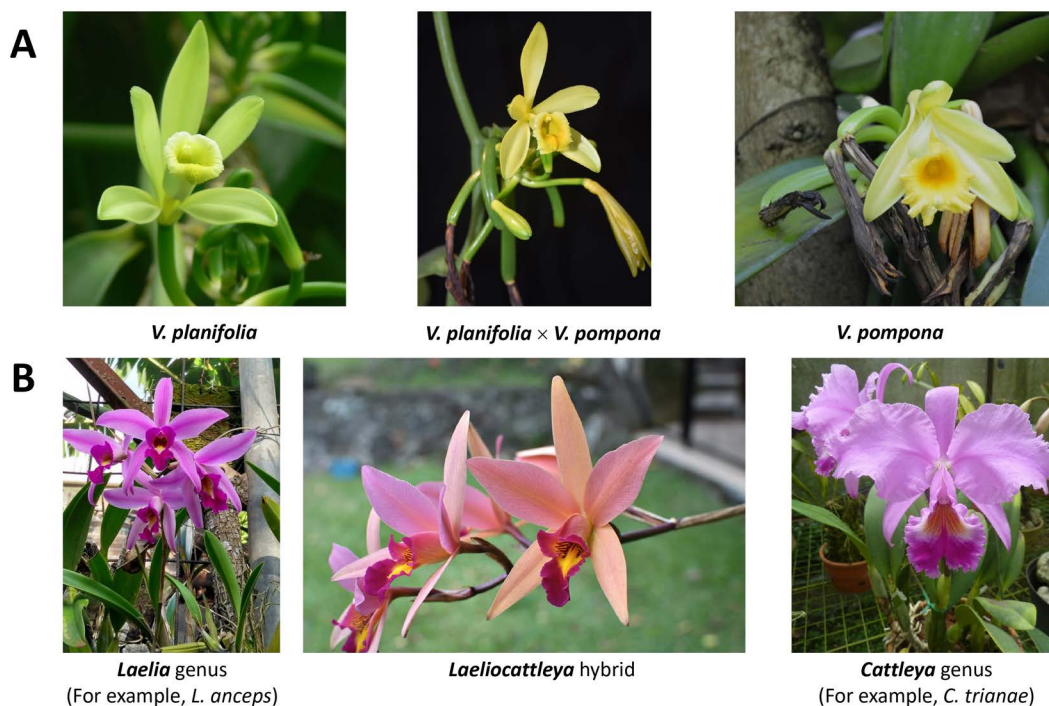 A
V. planifolia
V. planifolia × V. pompona
V. pompona
B
Laelia genus
(For example, L. anceps)
Laeliocattleya hybrid
Cattleya genus
(For example, C. trianae)